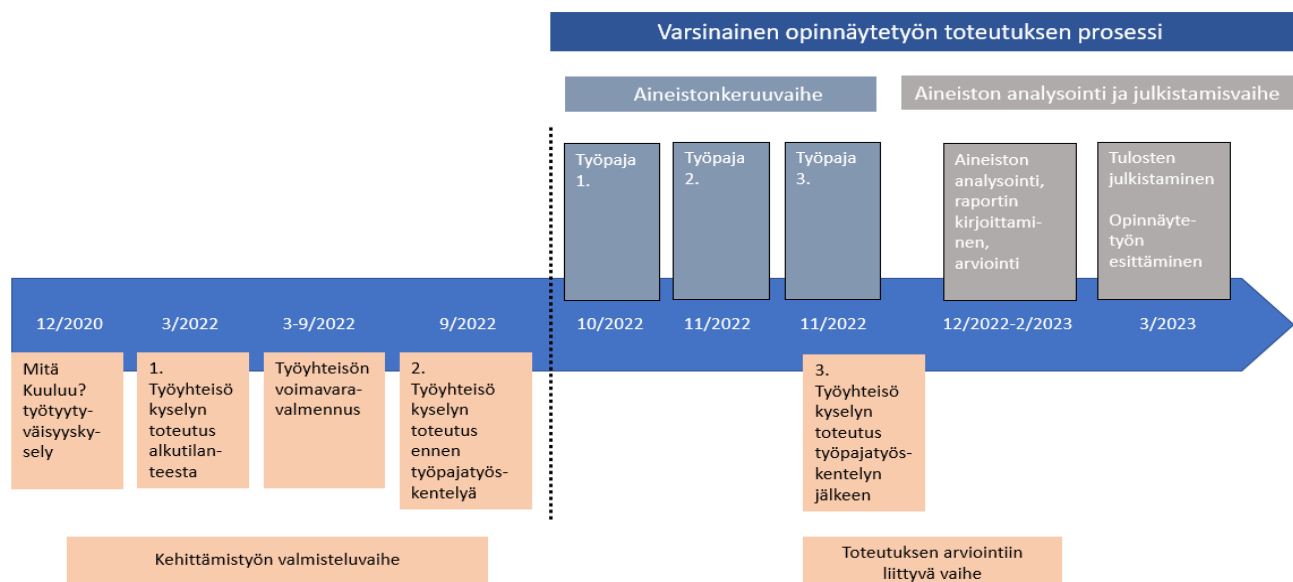 Varsinainen opinnäytetyön toteutuksen prosessi
Aineistonkeruuvaihe
Aineiston analysointi ja julkistamisvaihe
Työpaja
1.
Työpaja
2.
Työpaja
3.
Aineiston
analysointi,
raportin
kirjoittami-
nen,
arviointi
Tulosten
julkistaminen
Opinnäyte-
työn
esittäminen
12/2020
3/2022
3-9/2022
9/2022
10/2022
11/2022
11/2022
12/2022-2/2023
3/2023
Mitä
Kuuluu?
työtyyty-
väisyysky-
sely
1.
Työyhteisö
kyselyn
toteutus
alkutilan-
teesta
Työyhteisön
voimavara-
valmennus
2.
Työyhteisö
kyselyn
toteutus
ennen
työpajatyös-
kentelyä
3.
Työyhteisö
kyselyn
toteutus
työpajatyös-
kentelyn
jälkeen
Kehittämistyön valmisteluvaihe
Toteutuksen arviointiin
liittyvä vaihe